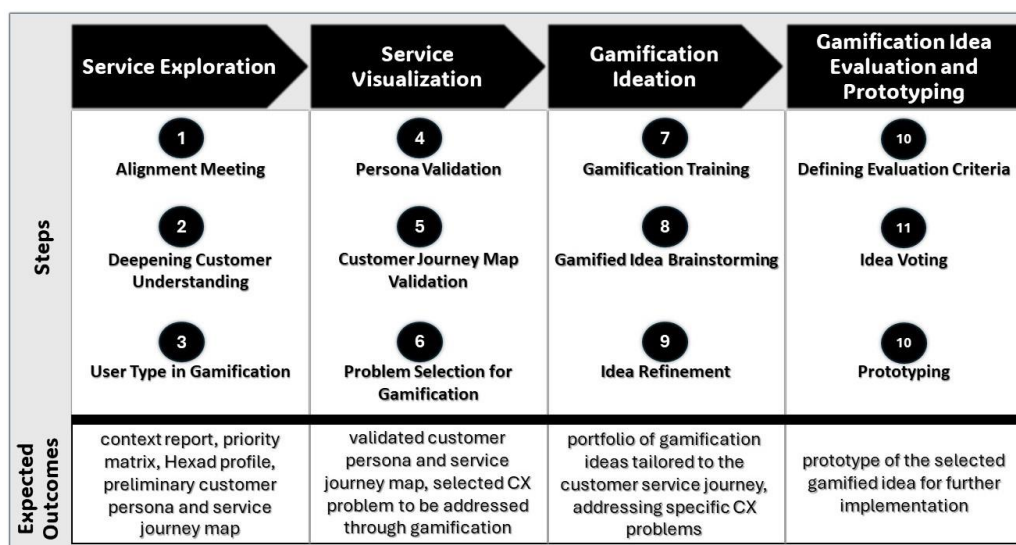 Service Exploration
Service
Visualization
Gamification
Ideation
Gamification Idea
Evaluation and
Prototyping
Steps
1
Alignment Meeting
2
Deepening Customer
Understanding
3
User Type in Gamification
4
Persona Validation
5
Customer Journey Map
Validation
6
Problem Selection for
Gamification
7
Gamification Training
8
Gamified Idea Brainstorming
9
Idea Refinement
10
Defining Evaluation Criteria
11
Idea Voting
10
Prototyping
Expected
Outcomes
context report, priority
matrix, Hexad profile,
preliminary customer
persona and service
journey map
validated customer
persona and service
journey map, selected CX
problem to be addressed
through gamification
portfolio of gamification
ideas tailored to the
customer service journey,
addressing specific CX
problems
prototype of the selected
gamified idea for further
implementation